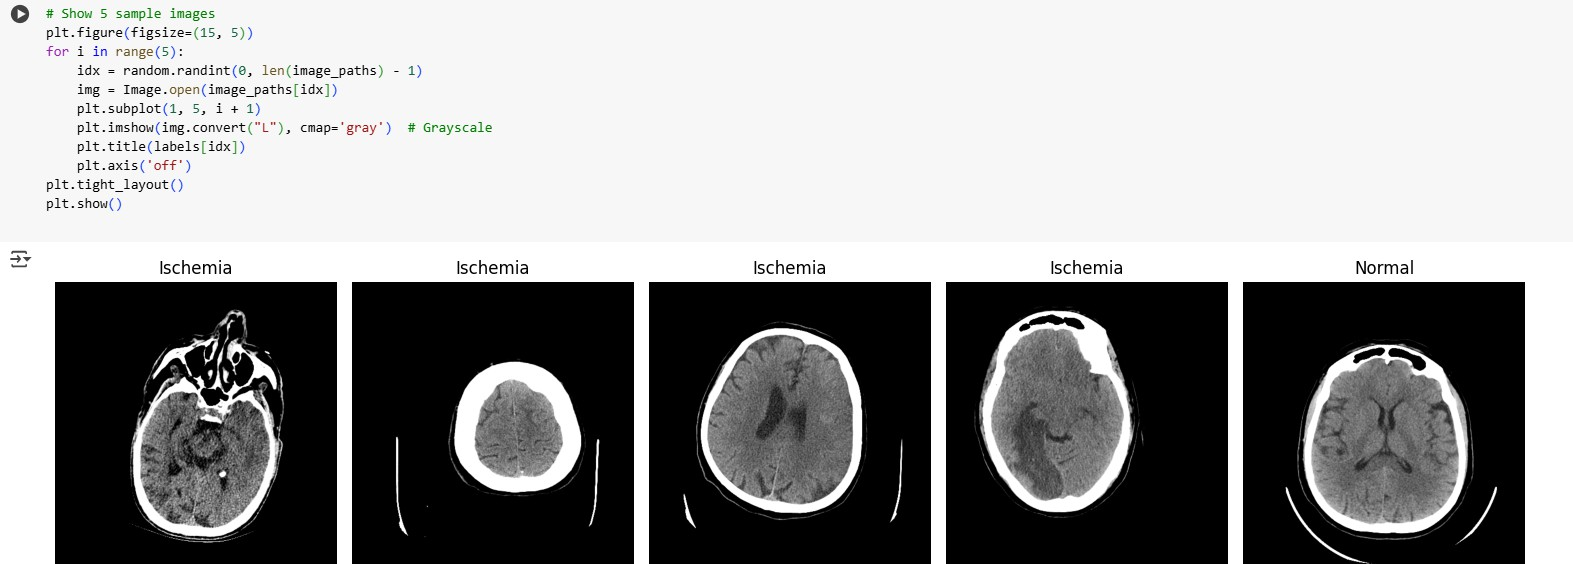 # Show 5 sample images
plt.figure(figsize=(15, 5))
for i in range(5):
    idx = random.randint(0, len(image_paths) - 1)
    img = Image.open(image_paths[idx])
    plt.subplot(1, 5, i + 1)
    plt.imshow(img.convert("L"), cmap='gray')  # Grayscale
    plt.title(labels[idx])
    plt.axis('off')
plt.tight_layout()
plt.show()
Ischemia Ischemia Ischemia Ischemia Normal